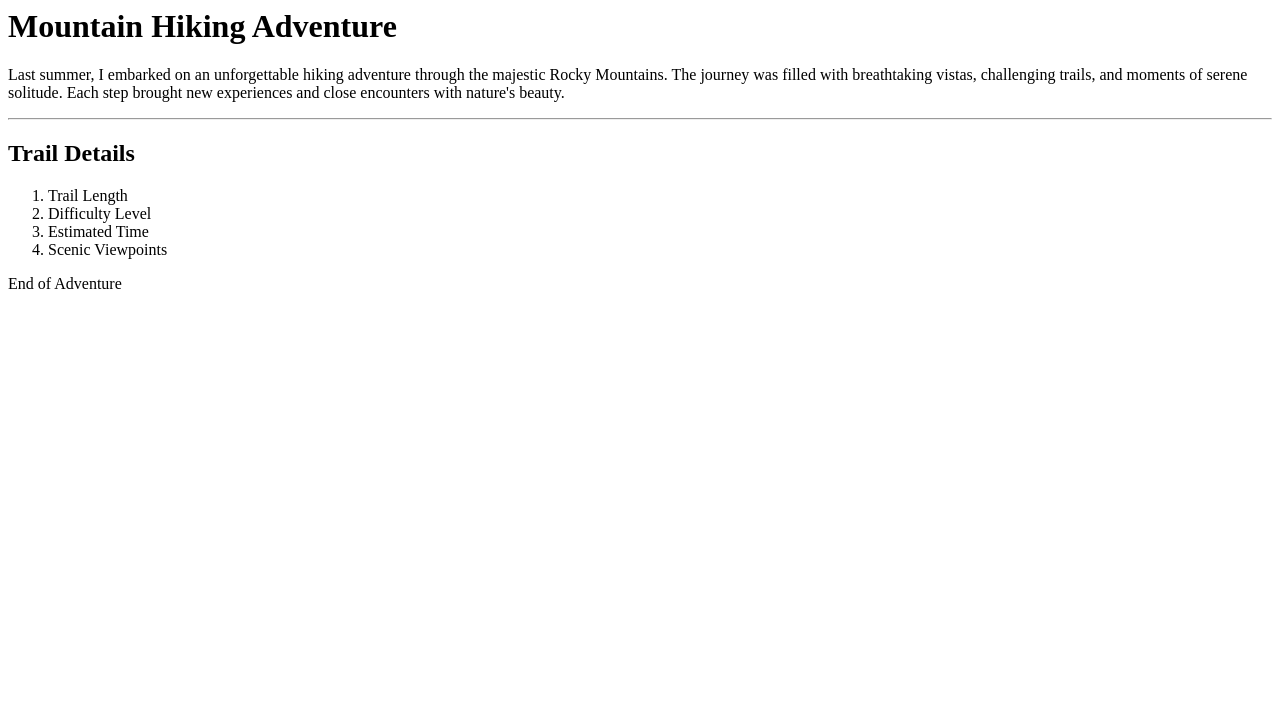 Mountain Hiking Adventure
Last summer, I embarked on an unforgettable hiking adventure through the majestic Rocky Mountains. The journey was filled with breathtaking vistas, challenging trails, and moments of serene
solitude. Each step brought new experiences and close encounters with nature's beauty.
Trail Details
1. Trail Length
2. Difficulty Level
3. Estimated Time
4. Scenic Viewpoints
End of Adventure